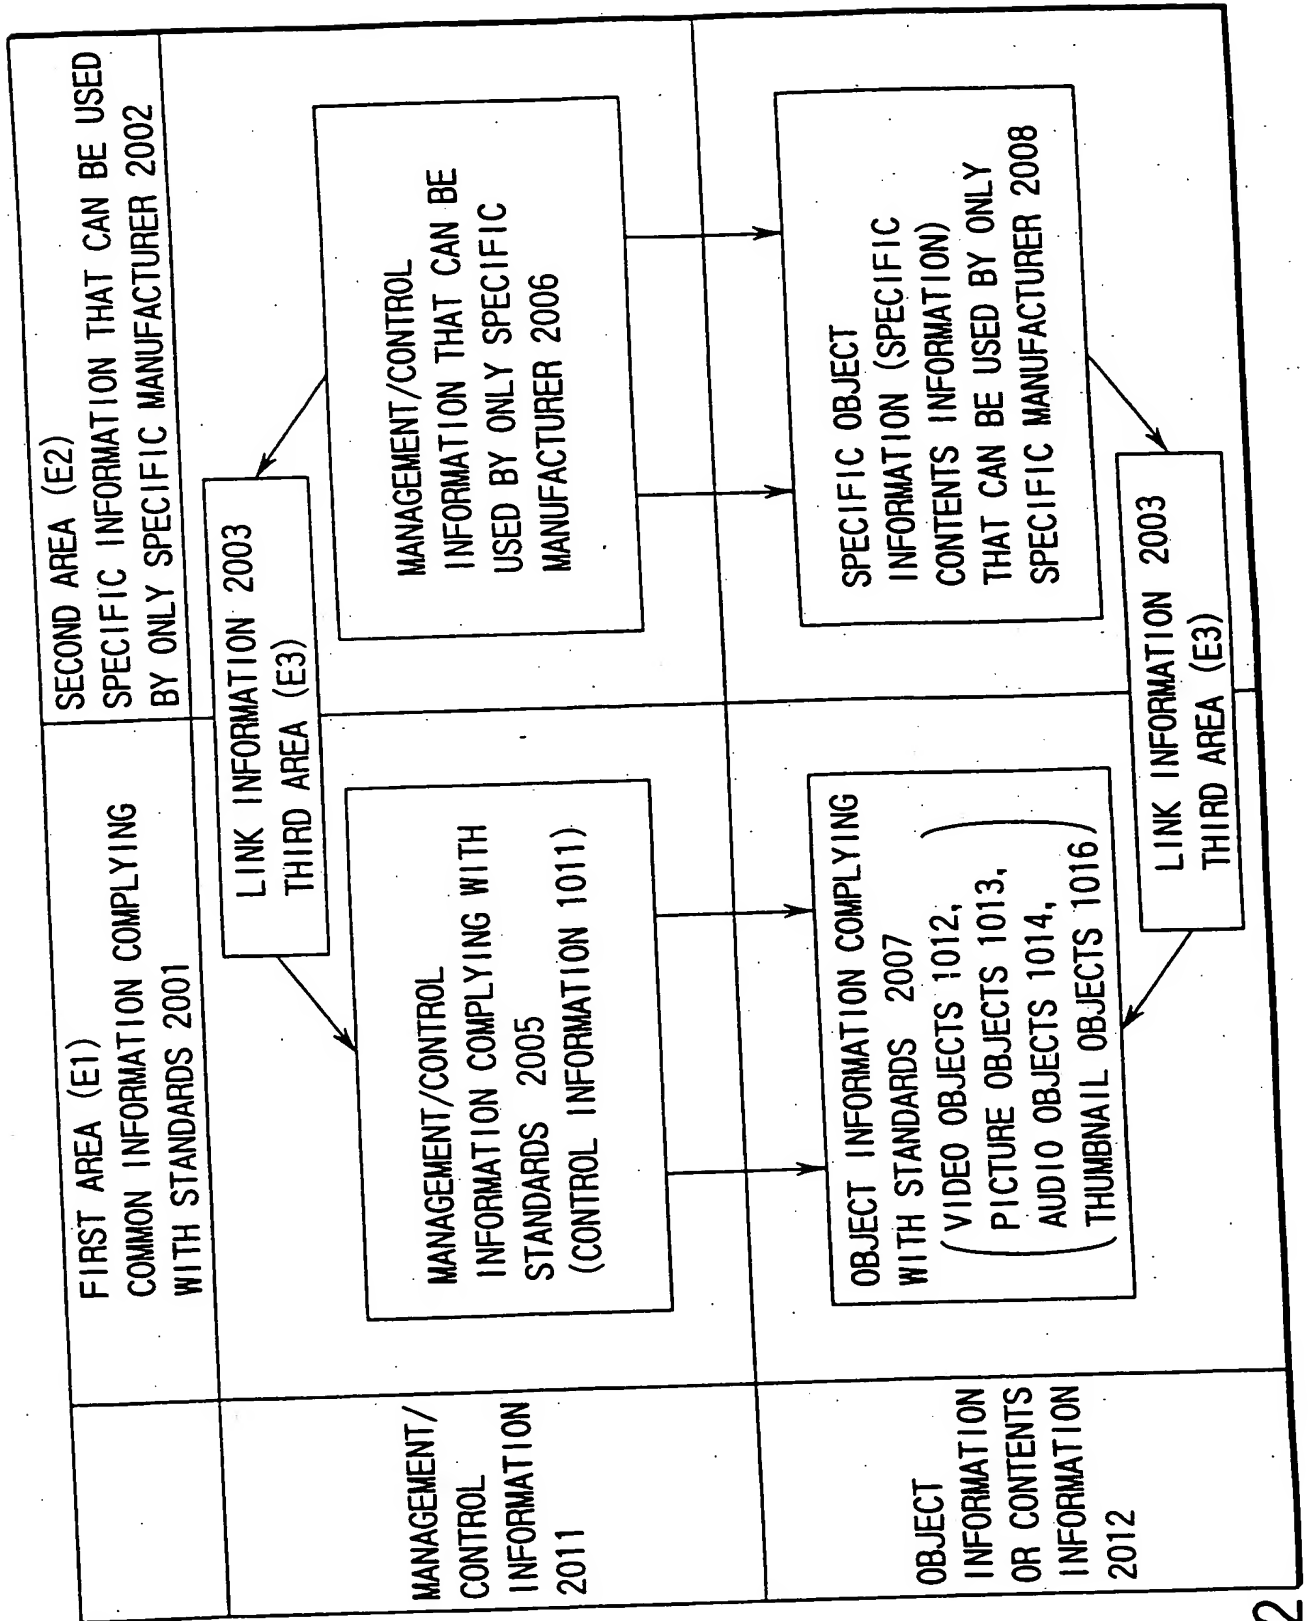 FIRST AREA (E1)
COMMON INFORMATION COMPLYING
WITH STANDARDS 2001
SECOND AREA (E2)
SPECIFIC INFORMATION THAT CAN BE USED
BY ONLY SPECIFIC MANUFACTURER 2002
MANAGEMENT/
CONTROL
INFORMATION
2011
LINK INFORMATION 2003
THIRD AREA (E3)
MANAGEMENT/CONTROL
INFORMATION COMPLYING WITH
STANDARDS 2005
(CONTROL INFORMATION 1011)
MANAGEMENT/CONTROL
INFORMATION THAT CAN BE
USED BY ONLY SPECIFIC
MANUFACTURER 2006
OBJECT
INFORMATION
OR CONTENTS
INFORMATION
2012
OBJECT INFORMATION COMPLYING
WITH STANDARDS 2007
(VIDEO OBJECTS 1012,
PICTURE OBJECTS 1013,
AUDIO OBJECTS 1014,
THUMBNAIL OBJECTS 1016)
SPECIFIC OBJECT
INFORMATION (SPECIFIC
CONTENTS INFORMATION)
THAT CAN BE USED BY ONLY
SPECIFIC MANUFACTURER 2008
LINK INFORMATION 2003
THIRD AREA (E3)
2